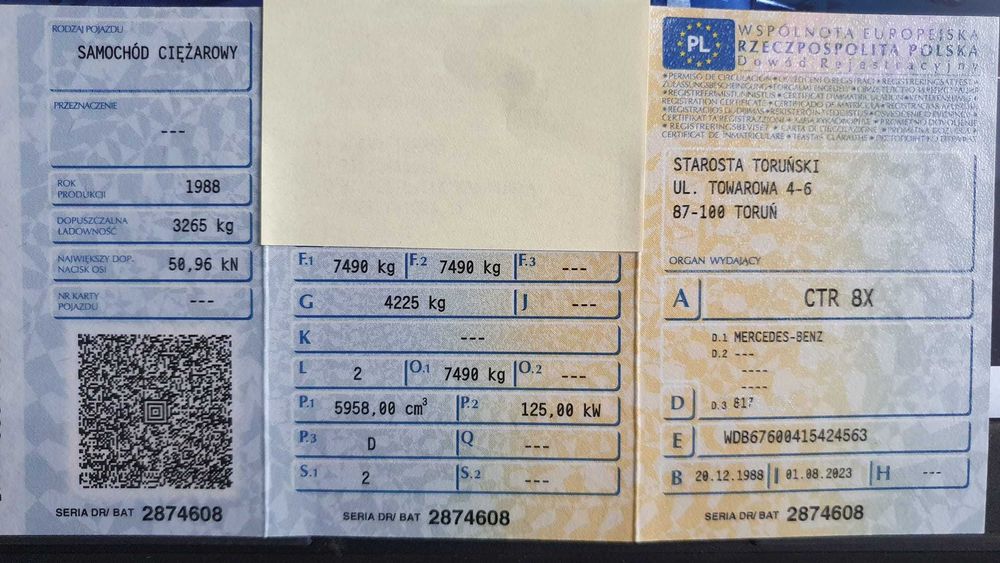 RODZAJ POJAZDU
SAMOCHÓD CIĘŻAROWY
PRZEZNACZENIE
---
ROK PRODUKCJI
1988
DOPUSZCZALNA ŁADOWNOŚĆ
3265 kg
NAJWIĘKSZY DOP- NACISK OSI
50,96 kN
NR KARTY POJAZDU
---
SERIA DR/ BAT 2874608
F.1 7490 kg F.2 7490 kg F.3 ---
G 4225 kg J ---
K ---
L 2 O.1 7490 kg O.2 ---
P.1 5958,00 cm³ P.2 125,00 kW
P.3 D Q ---
S.1 2 S.2 ---
SERIA DR/ BAT 2874608
PL
WSPÓLNOTA EUROPEJSKA
RZECZPOSPOLITA POLSKA
Dowód Rejestracyjny
STAROSTA TORUŃSKI
UL. TOWAROWA 4-6
87-100 TORUŃ
ORGAN WYDAJĄCY
A CTR 8X
D.1 MERCEDES-BENZ
D.2 ---
----
----
D D.3 817
E WDB67600415424563
B 20.12.1988 I 01.08.2023 H ---
SERIA DR/ BAT 2874608